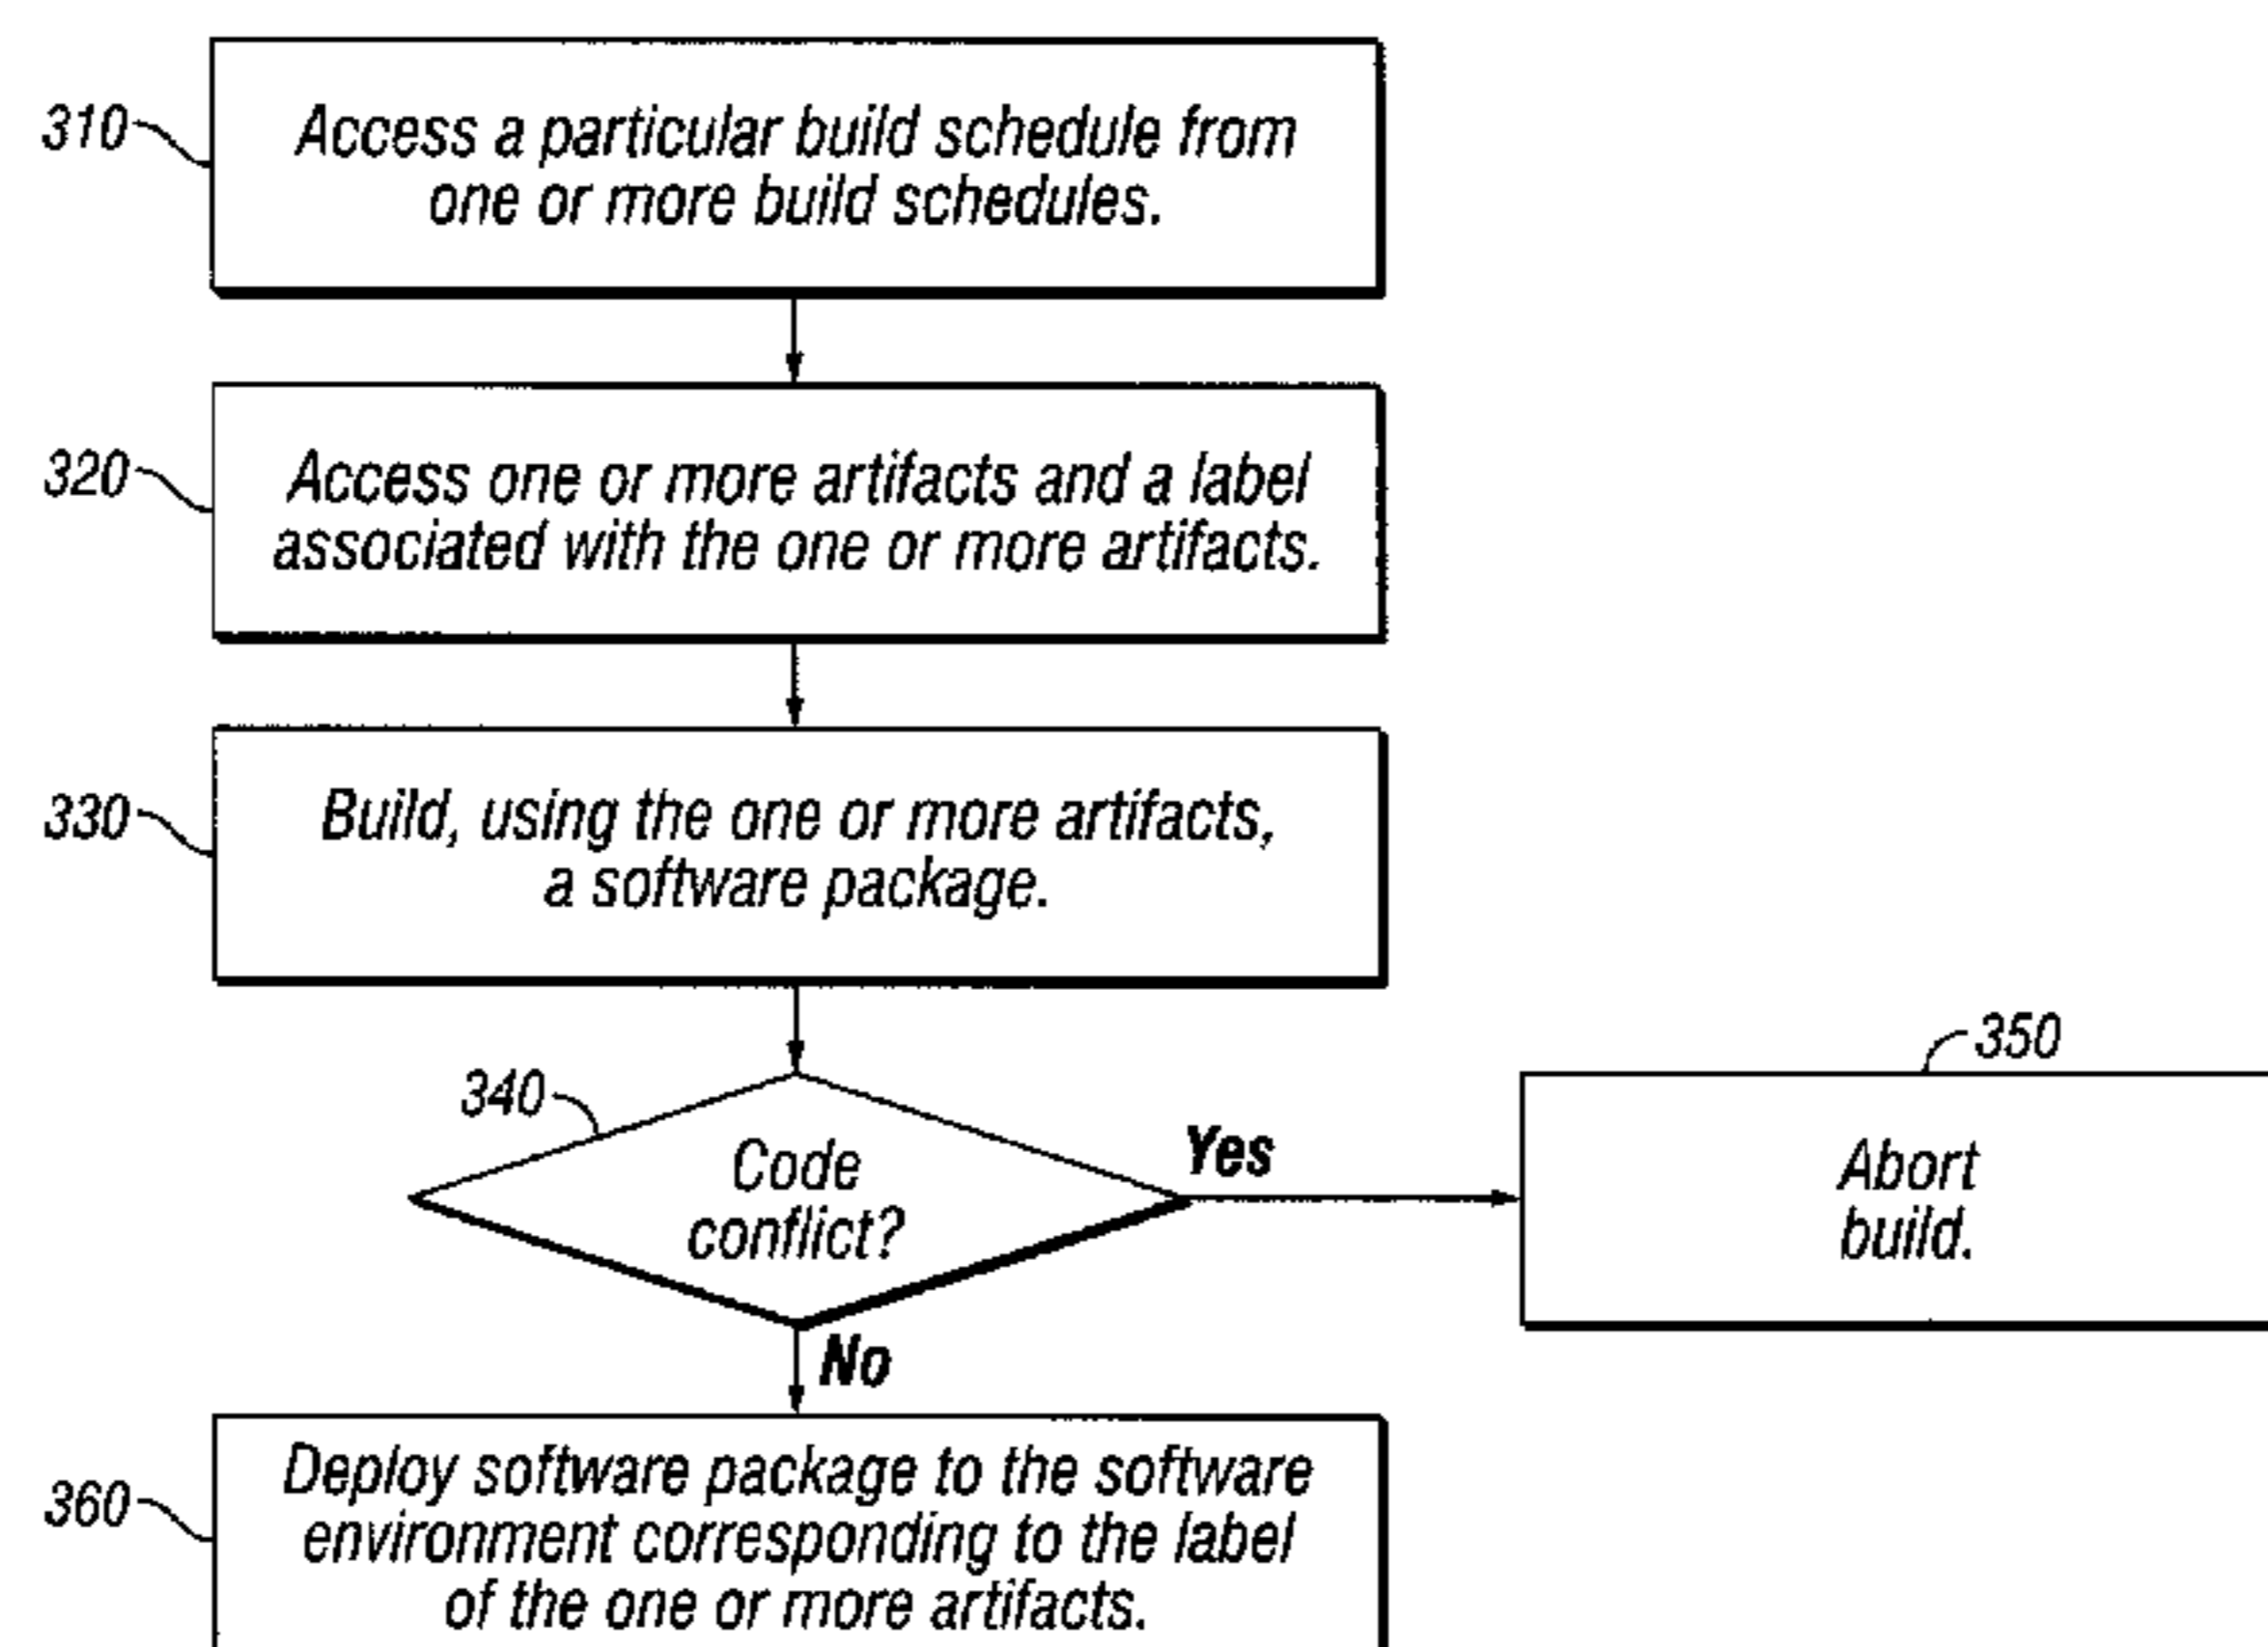 310
Access a particular build schedule from
one or more build schedules.
320
Access one or more artifacts and a label
associated with the one or more artifacts.
330
Build, using the one or more artifacts,
a software package.
340
Code
conflict?
Yes
350
Abort
build.
No
360
Deploy software package to the software
environment corresponding to the label
of the one or more artifacts.